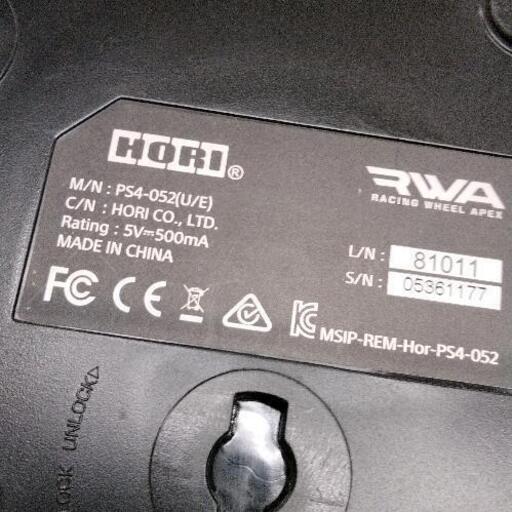 HORI®
M/N : PS4-052(U/E)
C/N : HORI CO., LTD.
Rating : 5V⎓500mA
MADE IN CHINA
RWA
RACING WHEEL APEX
L/N : 81011
S/N : 05361177
FC CE
MSIP-REM-Hor-PS4-052
LOCK UNLOCK